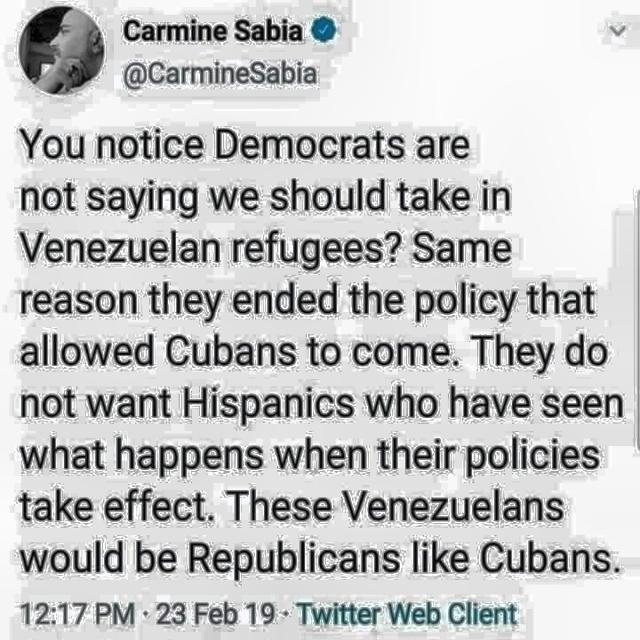 Carmine Sabia
@CarmineSabia
You notice Democrats are
not saying we should take in
Venezuelan refugees? Same
reason they ended the policy that
allowed Cubans to come. They do
not want Hispanics who have seen
what happens when their policies
take effect. These Venezuelans
would be Republicans like Cubans.
12:17 PM · 23 Feb 19 · Twitter Web Client